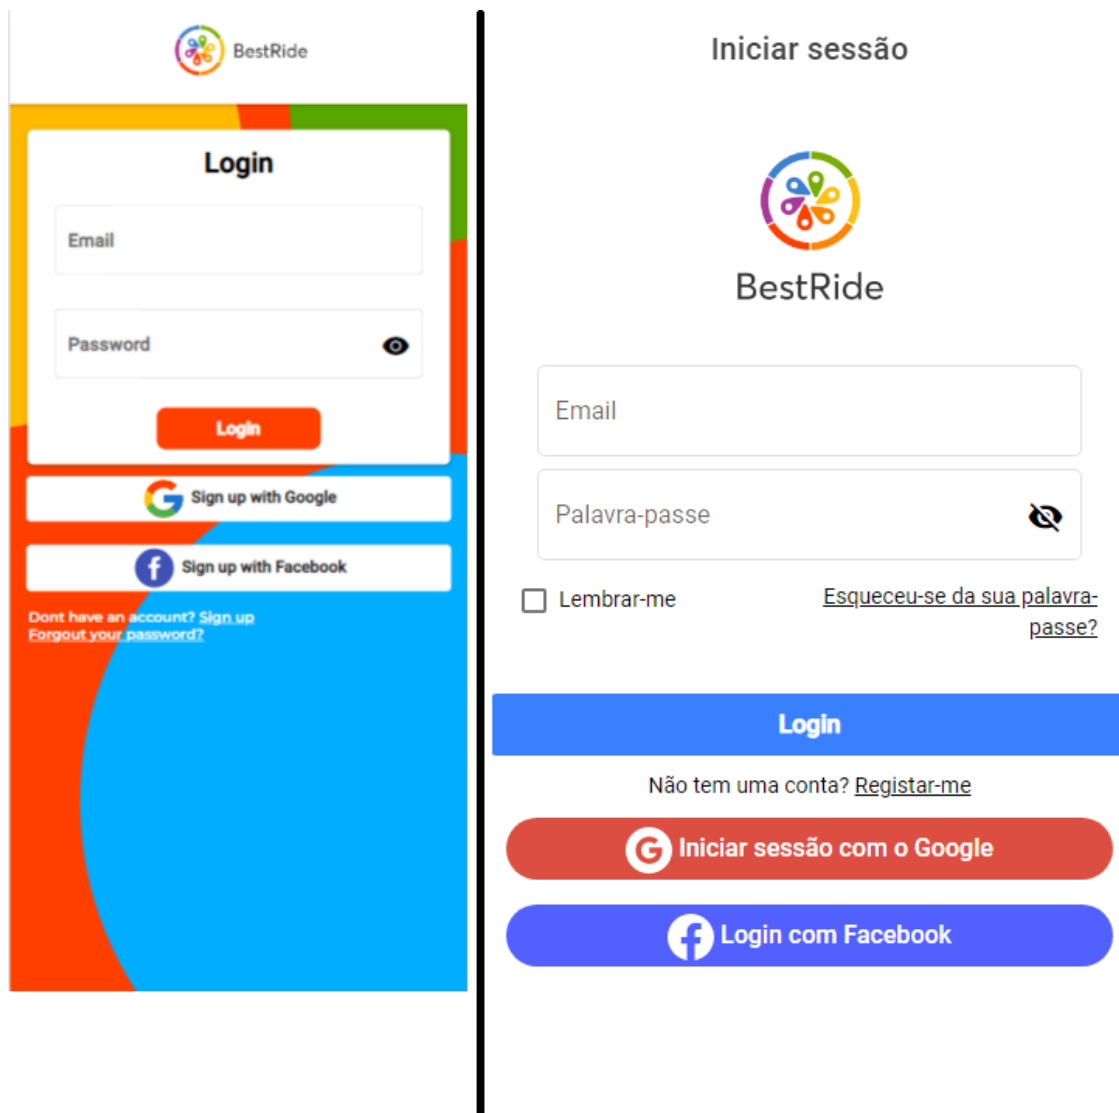 BestRide
Login
Email
Password
Login
Sign up with Google
Sign up with Facebook
Dont have an account? Sign up
Forgout your password?
Iniciar sessão
BestRide
Email
Palavra-passe
Lembrar-me
Esqueceu-se da sua palavra-
passe?
Login
Não tem uma conta? Registar-me
Iniciar sessão com o Google
Login com Facebook